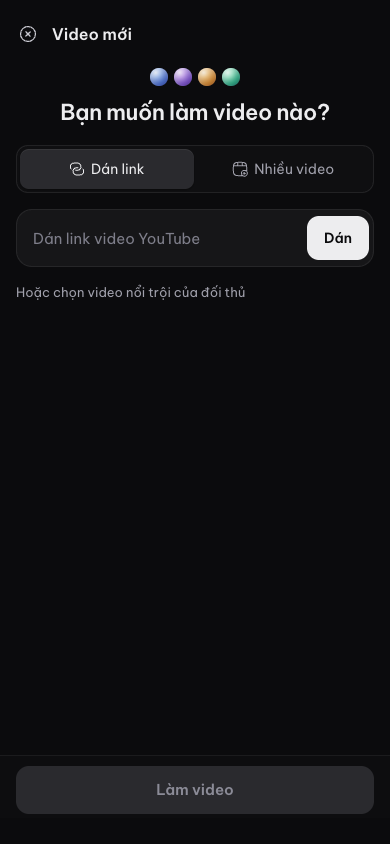 Video mới
Bạn muốn làm video nào?
Dán link
Nhiều video
Dán link video YouTube
Dán
Hoặc chọn video nổi trội của đối thủ
Làm video